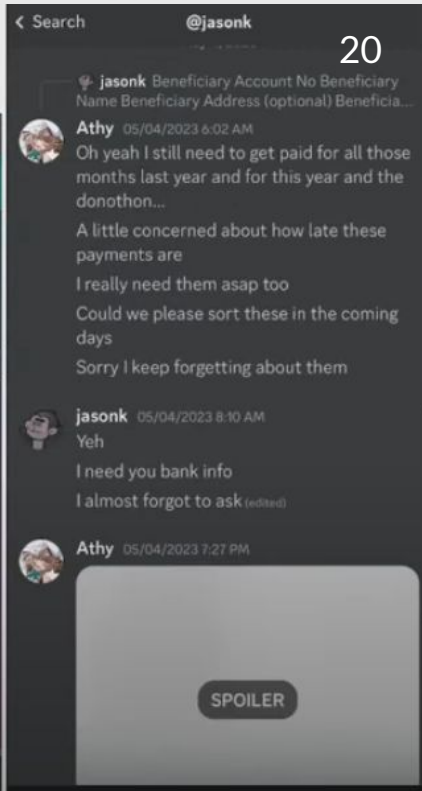 Search
@jasonk
20
jasonk Beneficiary Account No Beneficiary
Name Beneficiary Address (optional) Beneficia...
Athy 05/04/2023 6:02 AM
Oh yeah I still need to get paid for all those
months last year and for this year and the
donothon...
A little concerned about how late these
payments are
I really need them asap too
Could we please sort these in the coming
days
Sorry I keep forgetting about them
jasonk 05/04/2023 8:10 AM
Yeh
I need you bank info
I almost forgot to ask (edited)
Athy 05/04/2023 7:27 PM
SPOILER